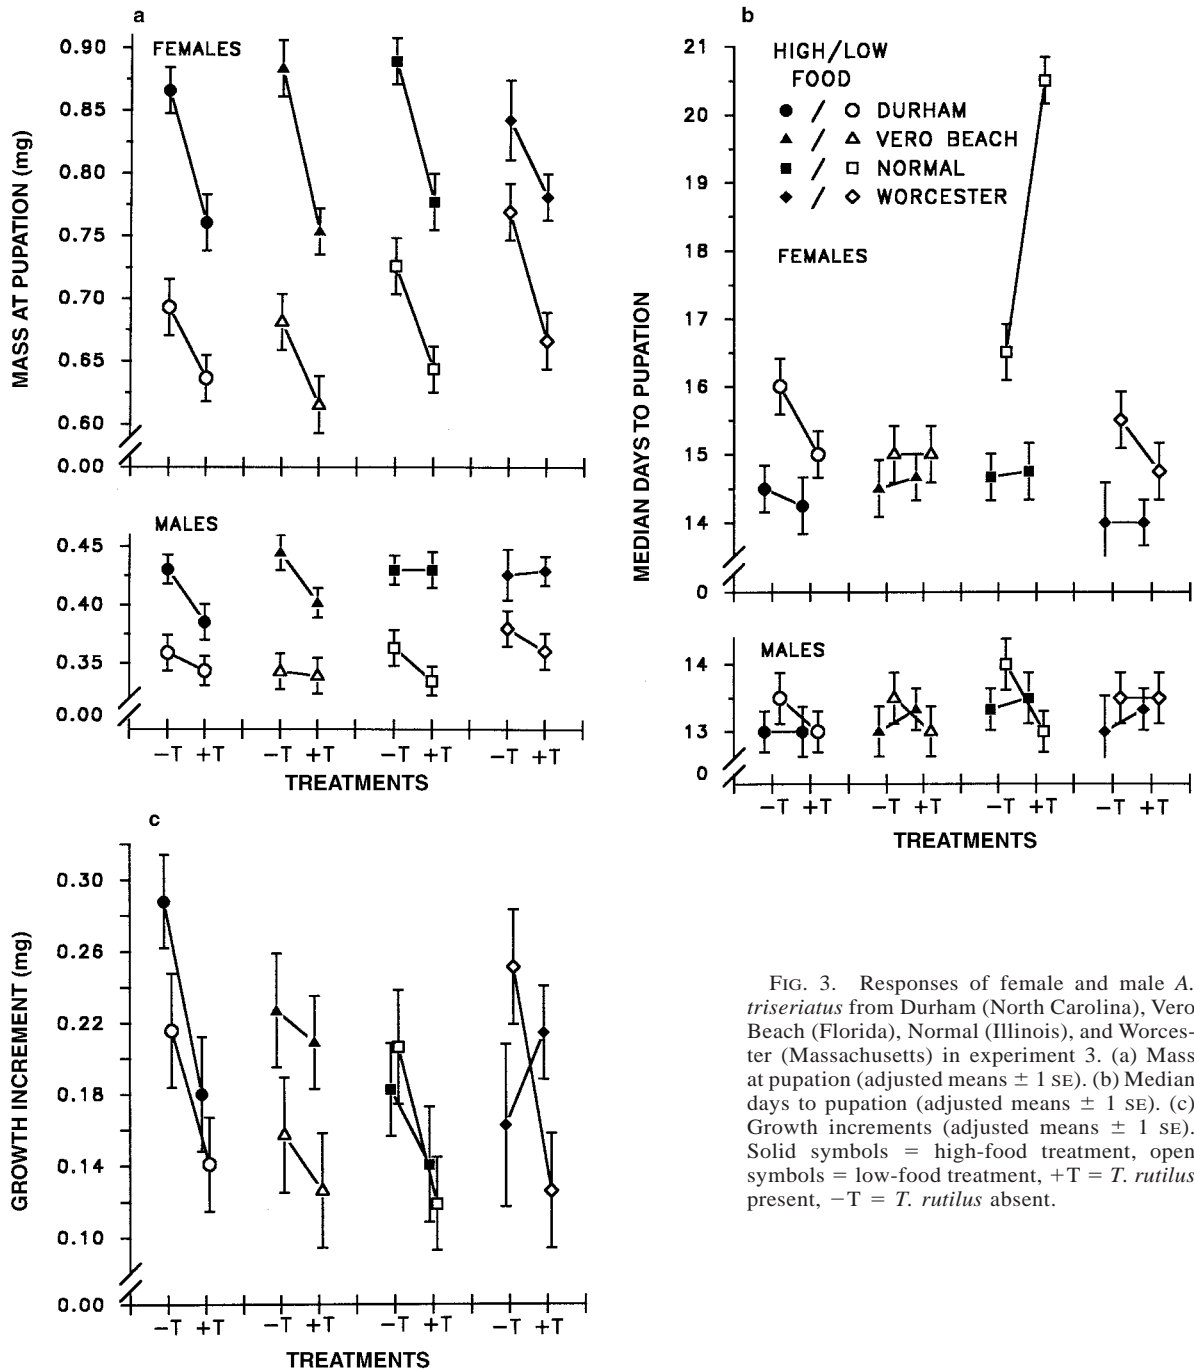 a
FEMALES
0.90
0.85
0.80
0.75
0.70
0.65
0.60
0.00
MASS AT PUPATION (mg)
MALES
0.45
0.40
0.35
0.00
−T +T −T +T −T +T −T +T
TREATMENTS
b
HIGH/LOW
FOOD
/ DURHAM
/ VERO BEACH
/ NORMAL
/ WORCESTER
FEMALES
21
20
19
18
17
16
15
14
0
MEDIAN DAYS TO PUPATION
MALES
14
13
0
−T +T −T +T −T +T −T +T
TREATMENTS
c
0.30
0.26
0.22
0.18
0.14
0.10
0.00
GROWTH INCREMENT (mg)
−T +T −T +T −T +T −T +T
TREATMENTS
FIG. 3. Responses of female and male A.
triseriatus from Durham (North Carolina), Vero
Beach (Florida), Normal (Illinois), and Worces-
ter (Massachusetts) in experiment 3. (a) Mass
at pupation (adjusted means ± 1 SE). (b) Median
days to pupation (adjusted means ± 1 SE). (c)
Growth increments (adjusted means ± 1 SE).
Solid symbols = high-food treatment, open
symbols = low-food treatment, +T = T. rutilus
present, −T = T. rutilus absent.